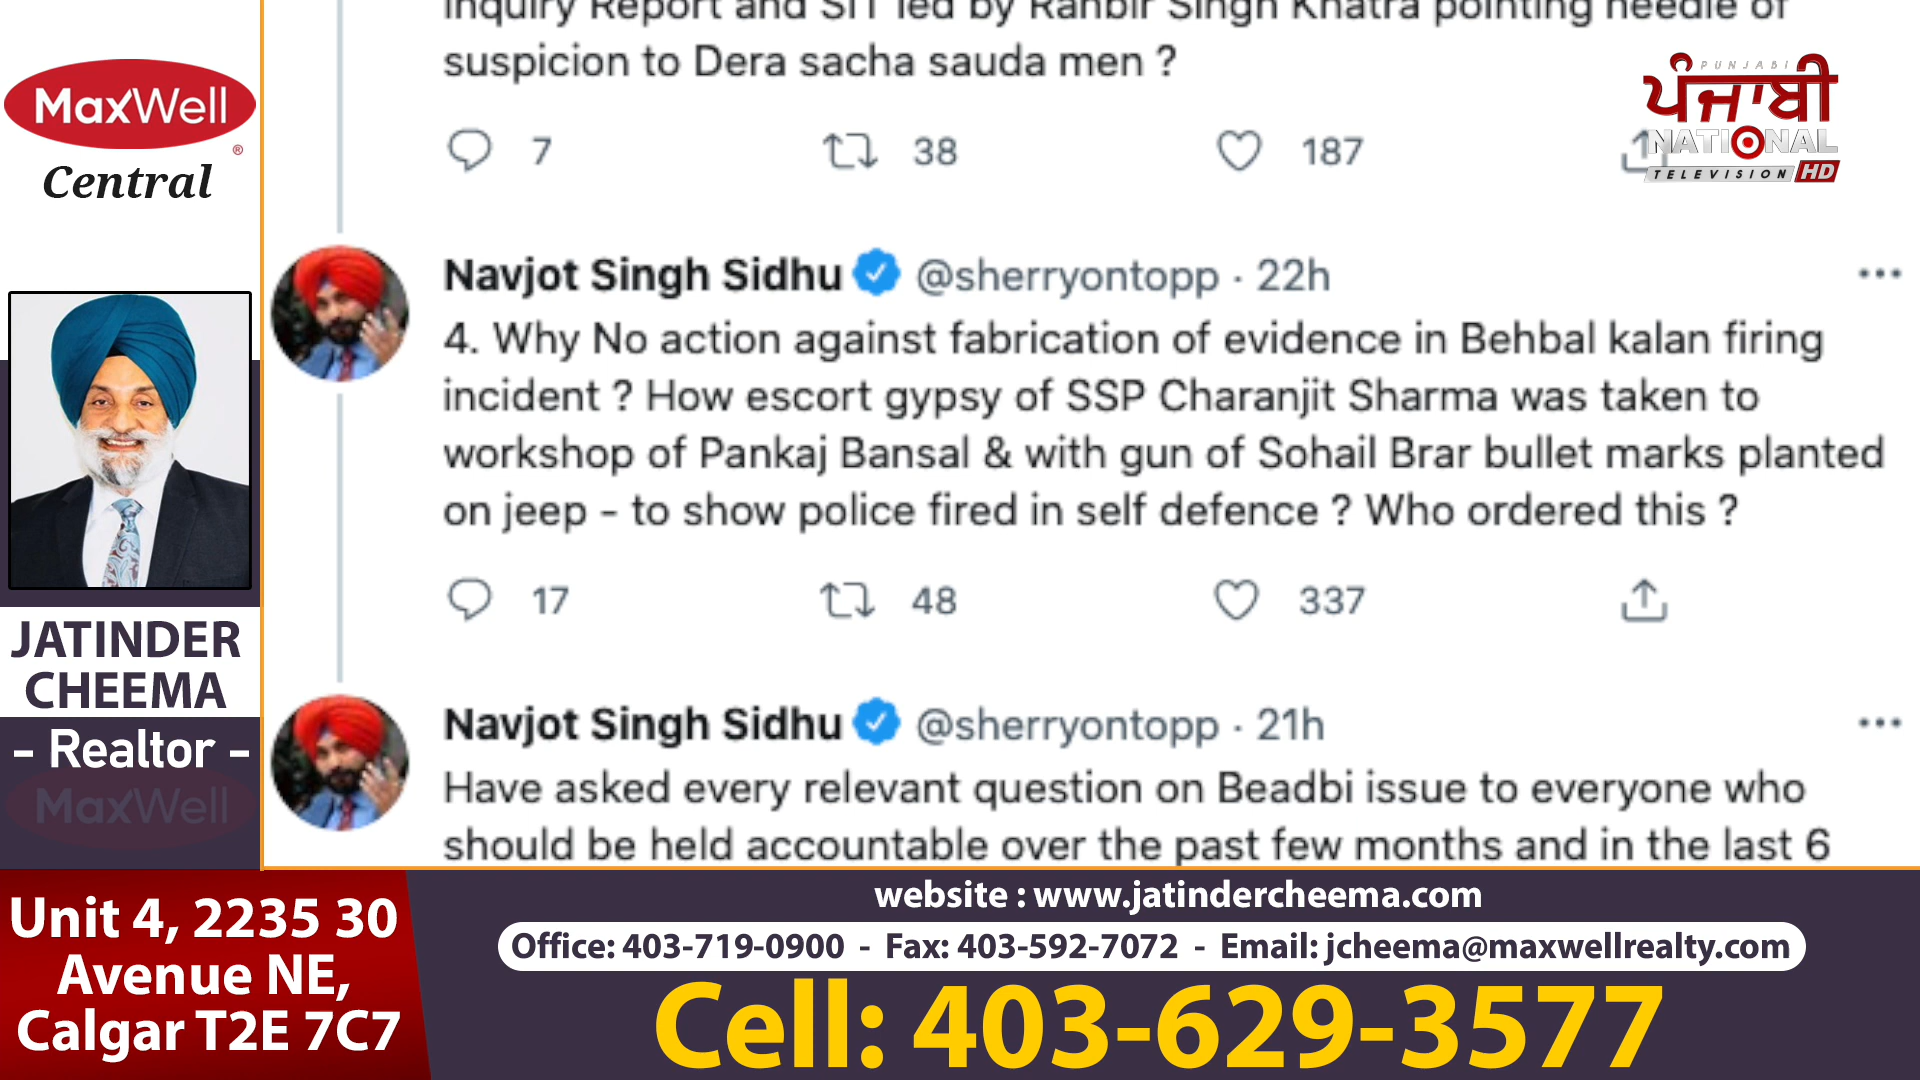 Inquiry Report and SIT led by Ranbir Singh Khatra pointing needle of
suspicion to Dera sacha sauda men ?
7 38 187
PUNJABI
ਪੰਜਾਬੀ
NATIONAL
TELEVISION HD
MaxWell
®
Central
Navjot Singh Sidhu @sherryontopp · 22h
4. Why No action against fabrication of evidence in Behbal kalan firing
incident ? How escort gypsy of SSP Charanjit Sharma was taken to
workshop of Pankaj Bansal & with gun of Sohail Brar bullet marks planted
on jeep - to show police fired in self defence ? Who ordered this ?
17 48 337
JATINDER
CHEEMA
- Realtor -
MaxWell
Navjot Singh Sidhu @sherryontopp · 21h
Have asked every relevant question on Beadbi issue to everyone who
should be held accountable over the past few months and in the last 6
Unit 4, 2235 30
Avenue NE,
Calgar T2E 7C7
website : www.jatindercheema.com
Office: 403-719-0900 - Fax: 403-592-7072 - Email: jcheema@maxwellrealty.com
Cell: 403-629-3577